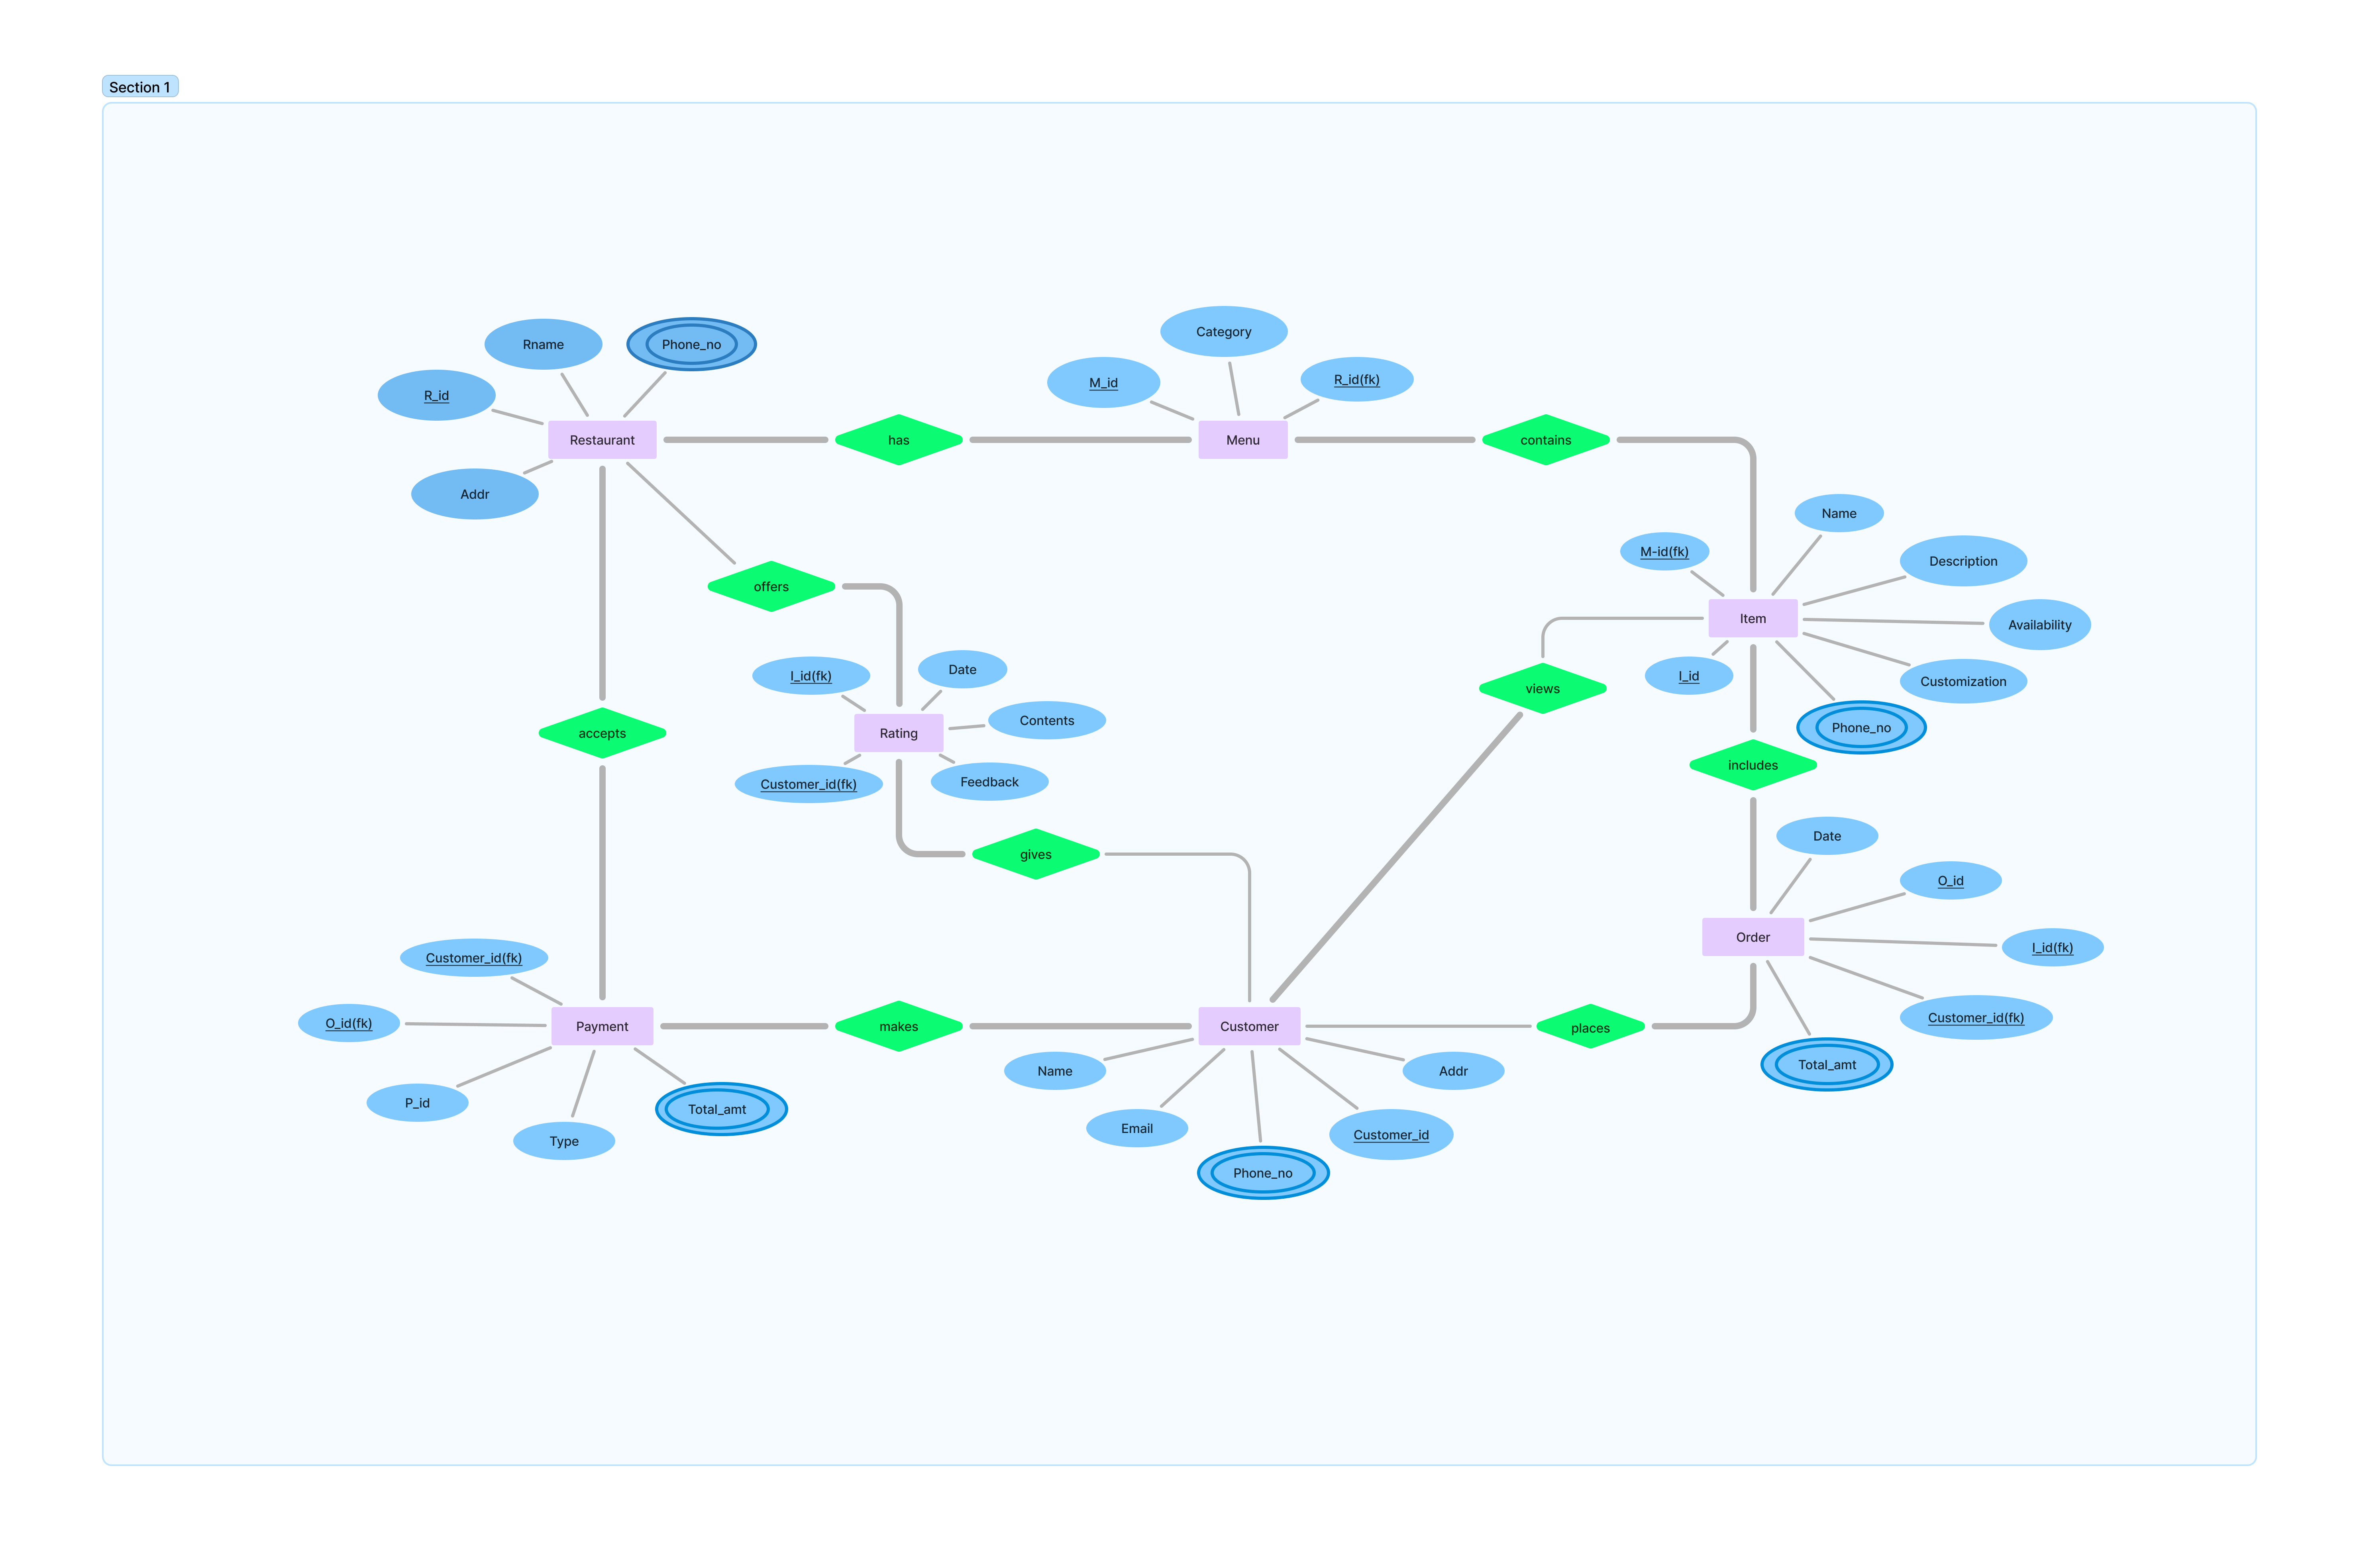 Section 1
Category
Rname
Phone_no
M_id
R_id(fk)
R_id
Restaurant
has
Menu
contains
Addr
Name
M-id(fk)
Description
offers
Item
Availability
I_id(fk)
Date
I_id
Customization
views
Contents
Phone_no
accepts
Rating
includes
Customer_id(fk)
Feedback
Date
gives
O_id
Order
I_id(fk)
Customer_id(fk)
O_id(fk)
Payment
makes
Customer
places
Customer_id(fk)
Name
Addr
Total_amt
P_id
Total_amt
Type
Email
Customer_id
Phone_no